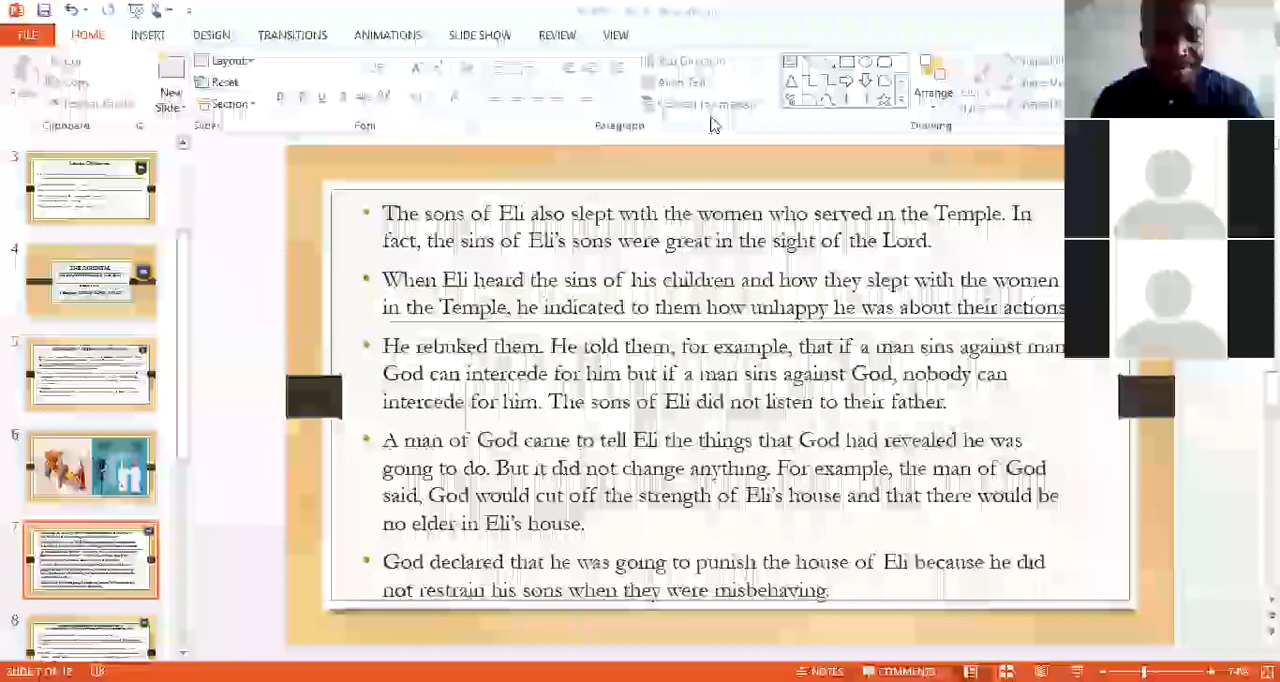 FILE HOME INSERT DESIGN TRANSITIONS ANIMATIONS SLIDE SHOW REVIEW VIEW
Layout
New Reset
Slide Section
Arrange
Clipboard Font Paragraph Drawing
3
4
5
6
7
8
The sons of Eli also slept with the women who served in the Temple. In
fact, the sins of Eli's sons were great in the sight of the Lord.
When Eli heard the sins of his children and how they slept with the women
in the Temple, he indicated to them how unhappy he was about their actions
He rebuked them. He told them, for example, that if a man sins against man
God can intercede for him but if a man sins against God, nobody can
intercede for him. The sons of Eli did not listen to their father.
A man of God came to tell Eli the things that God had revealed he was
going to do. But it did not change anything. For example, the man of God
said, God would cut off the strength of Eli's house and that there would be
no elder in Eli's house.
God declared that he was going to punish the house of Eli because he did
not restrain his sons when they were misbehaving.
SLIDE 7 OF NOTES COMMENTS